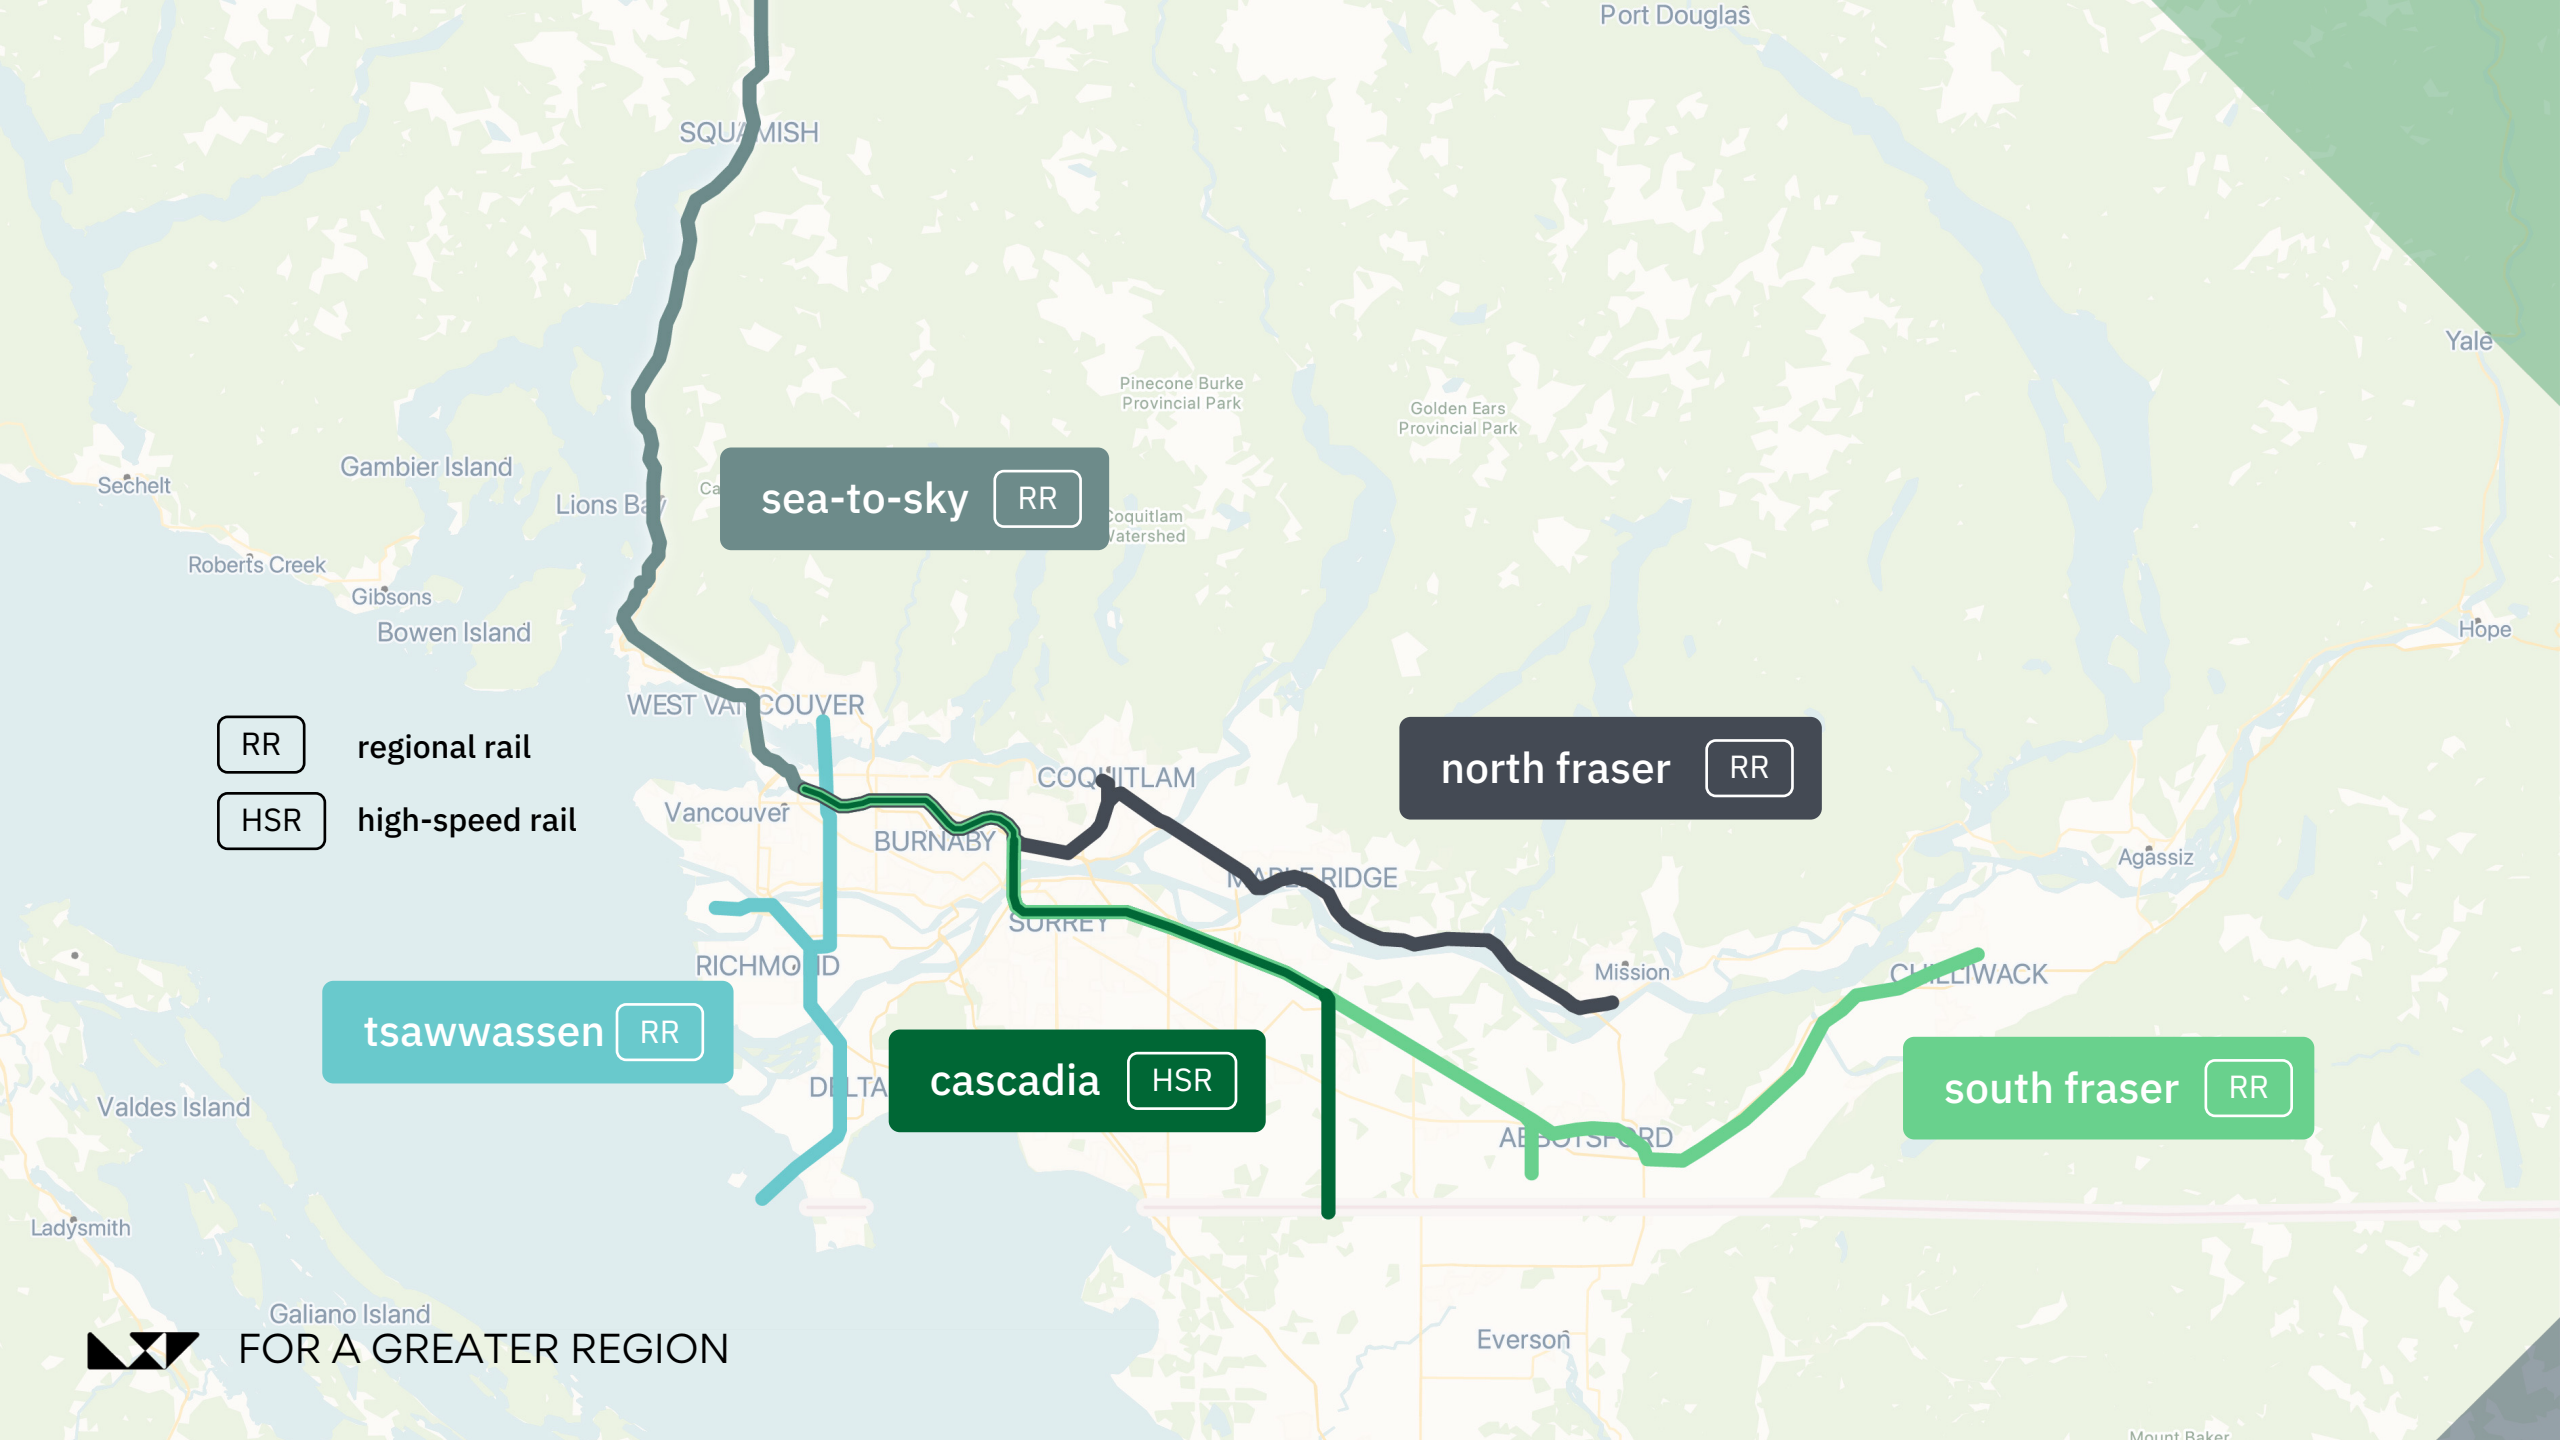 Port Douglas
SQUAMISH
Yale
Pinecone Burke
Provincial Park
Golden Ears
Provincial Park
Gambier Island
Sechelt
Lions Bay
Ca
sea-to-sky RR
Coquitlam
Watershed
Roberts Creek
Gibsons
Bowen Island
Hope
WEST VANCOUVER
RR regional rail
north fraser RR
COQUITLAM
HSR high-speed rail
Vancouver
BURNABY
Agassiz
MAPLE RIDGE
SURREY
RICHMOND
Mission
CHILLIWACK
tsawwassen RR
cascadia HSR
DELTA
south fraser RR
Valdes Island
ABBOTSFORD
Ladysmith
Galiano Island
FOR A GREATER REGION
Everson
Mount Baker